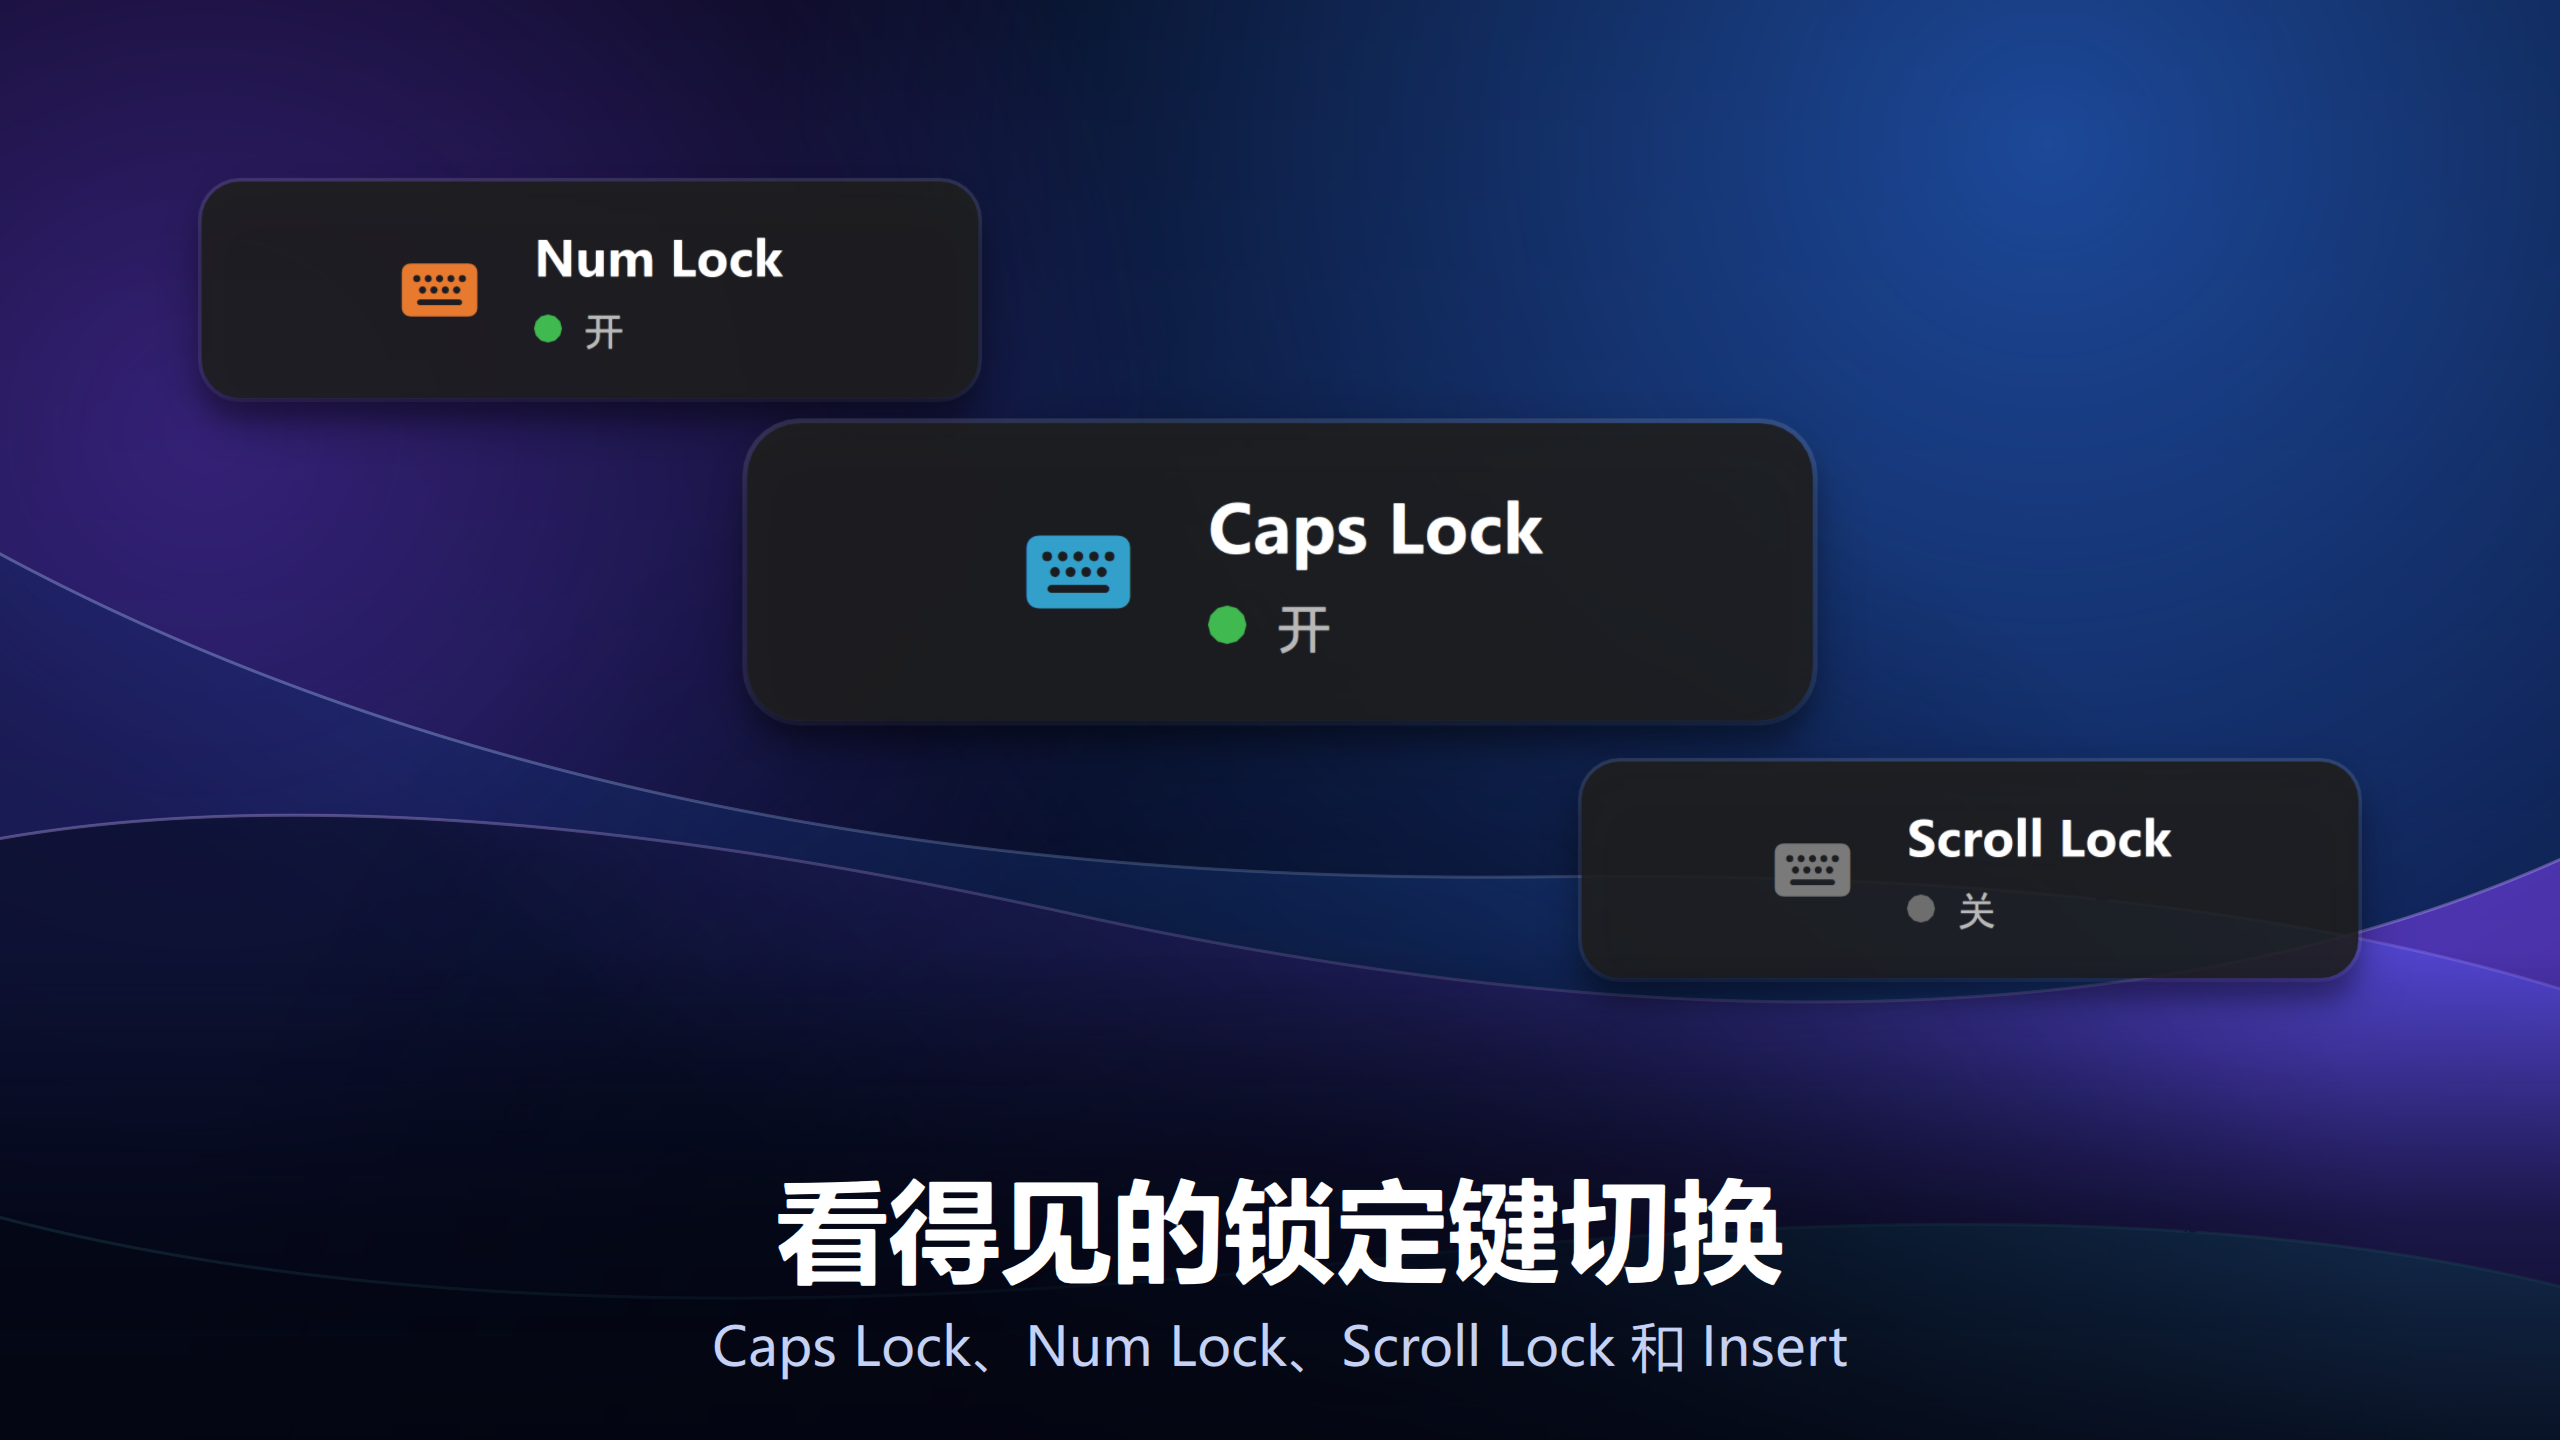 Num Lock
开
Caps Lock
开
Scroll Lock
关
看得见的锁定键切换
Caps Lock、Num Lock、Scroll Lock 和 Insert